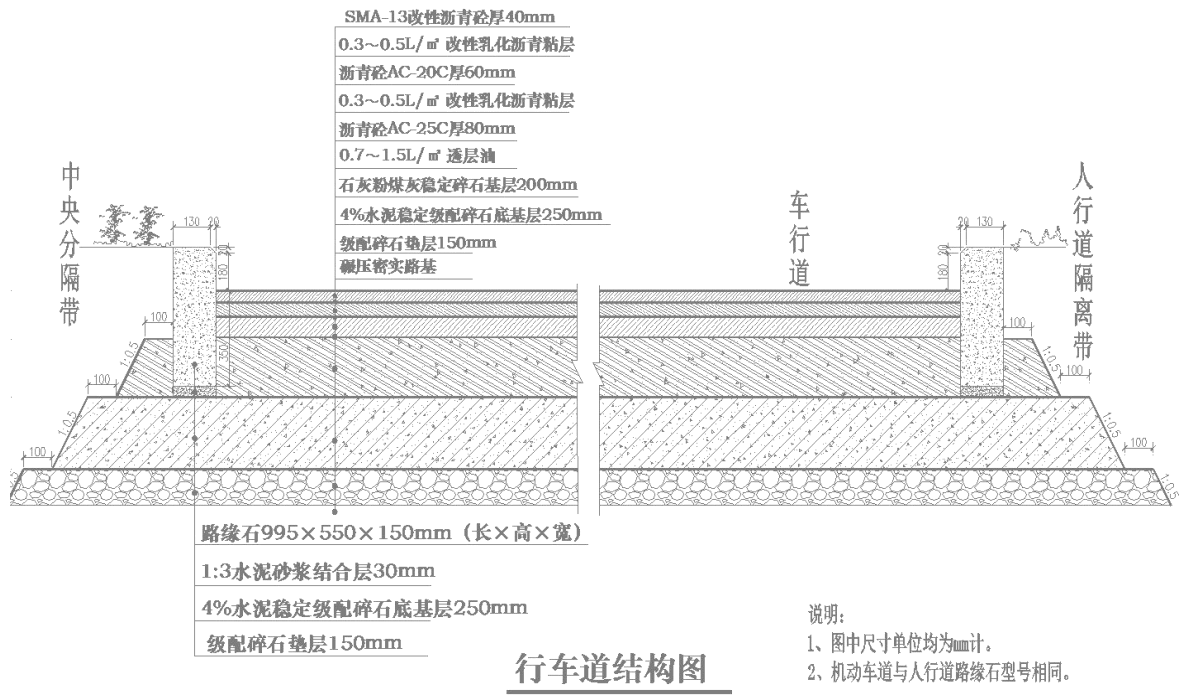 SMA-13改性沥青砼厚40mm
0.3~0.5L/㎡ 改性乳化沥青粘层
沥青砼AC-20C厚60mm
0.3~0.5L/㎡ 改性乳化沥青粘层
沥青砼AC-25C厚80mm
0.7~1.5L/㎡ 透层油
石灰粉煤灰稳定碎石基层200mm
4%水泥稳定级配碎石底基层250mm
级配碎石垫层150mm
碾压密实路基
中央分隔带
车行道
人行道隔离带
130 20
20
180
350
100
1:0.5
100
1:0.5
100
20 130
20
180
100
1:0.5
100
1:0.5
100
1:0.5
路缘石995×550×150mm(长×高×宽)
1:3水泥砂浆结合层30mm
4%水泥稳定级配碎石底基层250mm
级配碎石垫层150mm
行车道结构图
说明:
1、图中尺寸单位均为mm计。
2、机动车道与人行道路缘石型号相同。